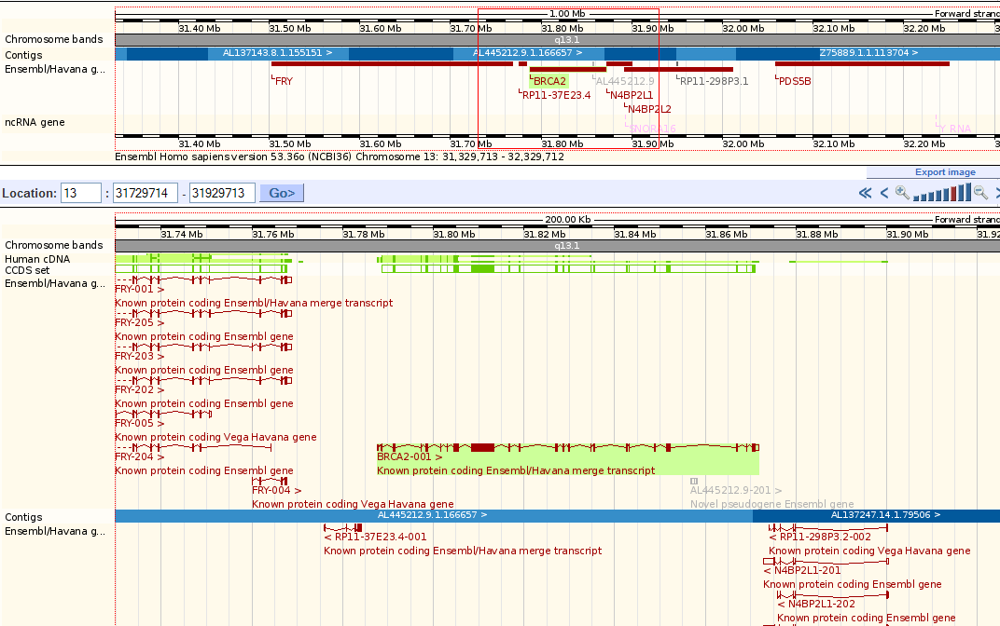 1.00 Mb Forward stran
31.40 Mb 31.50 Mb 31.60 Mb 31.70 Mb 31.80 Mb 31.90 Mb 32.00 Mb 32.10 Mb 32.20 Mb 3
Chromosome bands q13.1
Contigs AL137143.8.1.155151 > AL445212.9.1.166657 > Z75889.1.1.113704 >
Ensembl/Havana g...
FRY BRCA2 AL445212.9 RP11-298P3.1 PDS5B
RP11-37E23.4 N4BP2L1
N4BP2L2
ncRNA gene
SNORA16 Y_RNA
31.40 Mb 31.50 Mb 31.60 Mb 31.70 Mb 31.80 Mb 31.90 Mb 32.00 Mb 32.10 Mb 32.20 Mb 3
Ensembl Homo sapiens version 53.36o (NCBI36) Chromosome 13: 31,329,713 - 32,329,712
Export image
Location: 13 : 31729714 - 31929713 Go>
200.00 Kb Forward stran
31.74 Mb 31.76 Mb 31.78 Mb 31.80 Mb 31.82 Mb 31.84 Mb 31.86 Mb 31.88 Mb 31.90 Mb 31.92
Chromosome bands q13.1
Human cDNA
CCDS set
Ensembl/Havana g...
FRY-001 >
Known protein coding Ensembl/Havana merge transcript
FRY-205 >
Known protein coding Ensembl gene
FRY-203 >
Known protein coding Ensembl gene
FRY-202 >
Known protein coding Ensembl gene
FRY-005 >
Known protein coding Vega Havana gene
FRY-204 > BRCA2-001 >
Known protein coding Ensembl gene Known protein coding Ensembl/Havana merge transcript
FRY-004 > AL445212.9-201 >
Known protein coding Vega Havana gene Novel pseudogene Ensembl gene
Contigs AL445212.9.1.166657 > AL137247.14.1.79506 >
Ensembl/Havana g...
< RP11-37E23.4-001 < RP11-298P3.2-002
Known protein coding Ensembl/Havana merge transcript Known protein coding Vega Havana gene
< N4BP2L1-201
Known protein coding Ensembl gene
< N4BP2L1-202
Known protein coding Ensembl gene